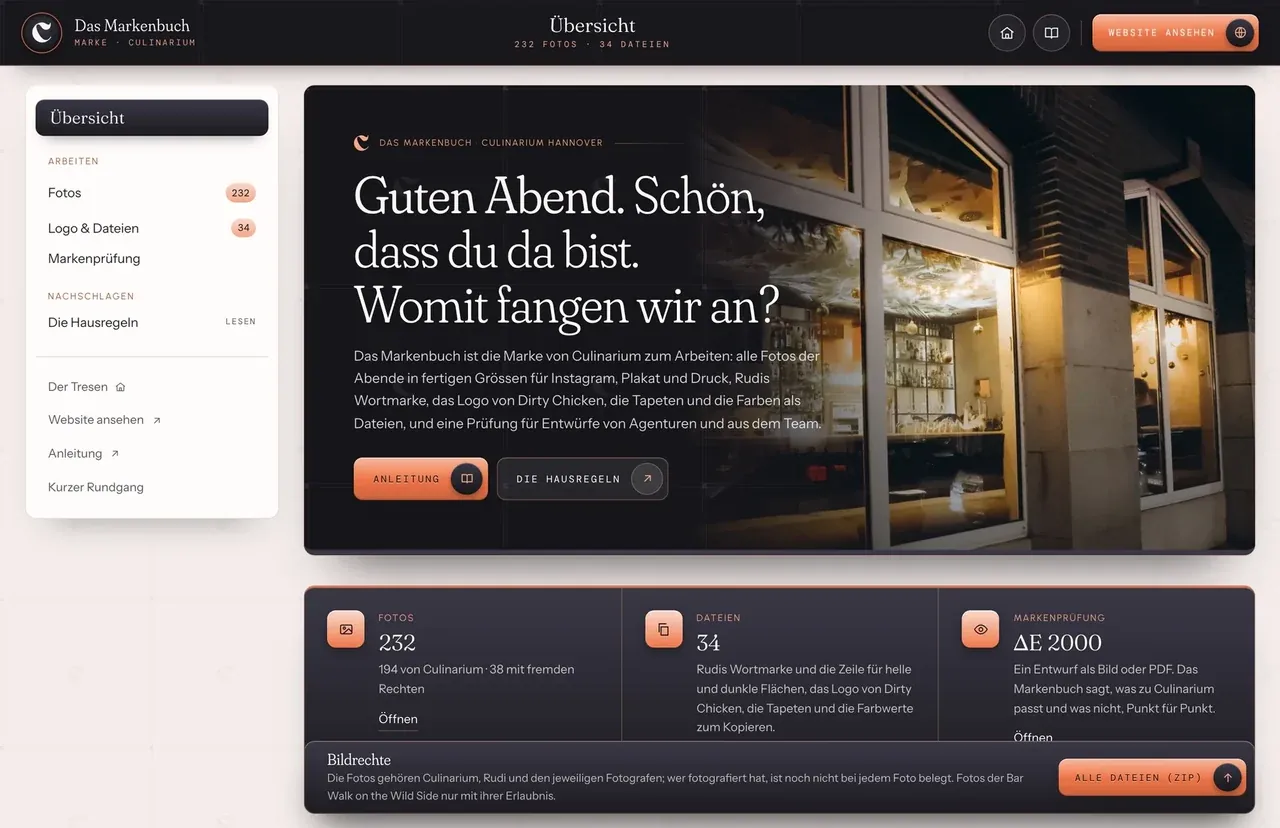 Das Markenbuch
MARKE · CULINARIUM
Übersicht
232 FOTOS · 34 DATEIEN
WEBSITE ANSEHEN
Übersicht
ARBEITEN
Fotos 232
Logo & Dateien 34
Markenprüfung
NACHSCHLAGEN
Die Hausregeln LESEN
Der Tresen
Website ansehen ↗
Anleitung ↗
Kurzer Rundgang
DAS MARKENBUCH · CULINARIUM HANNOVER
Guten Abend. Schön,
dass du da bist.
Womit fangen wir an?
Das Markenbuch ist die Marke von Culinarium zum Arbeiten: alle Fotos der
Abende in fertigen Grössen für Instagram, Plakat und Druck, Rudis
Wortmarke, das Logo von Dirty Chicken, die Tapeten und die Farben als
Dateien, und eine Prüfung für Entwürfe von Agenturen und aus dem Team.
ANLEITUNG
DIE HAUSREGELN ↗
FOTOS
232
194 von Culinarium · 38 mit fremden
Rechten
Öffnen
DATEIEN
34
Rudis Wortmarke und die Zeile für helle
und dunkle Flächen, das Logo von Dirty
Chicken, die Tapeten und die Farbwerte
zum Kopieren.
MARKENPRÜFUNG
ΔE 2000
Ein Entwurf als Bild oder PDF. Das
Markenbuch sagt, was zu Culinarium
passt und was nicht, Punkt für Punkt.
Öffnen
Bildrechte
Die Fotos gehören Culinarium, Rudi und den jeweiligen Fotografen; wer fotografiert hat, ist noch nicht bei jedem Foto belegt. Fotos der Bar
Walk on the Wild Side nur mit ihrer Erlaubnis.
ALLE DATEIEN (ZIP) ↑